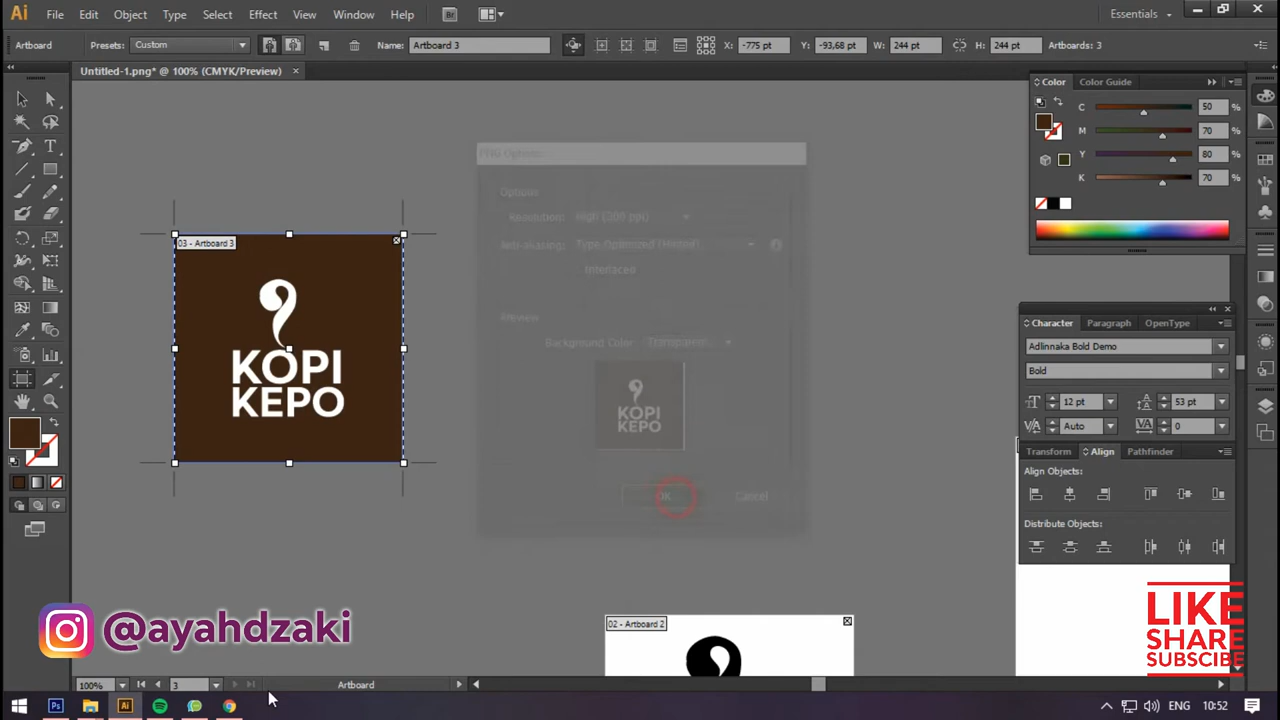 Ai File Edit Object Type Select Effect View Window Help Br Essentials
Artboard Presets: Custom Name: Artboard 3 X: -775 pt Y: -93,68 pt W: 244 pt H: 244 pt Artboards: 3
Untitled-1.png* @ 100% (CMYK/Preview) ×
Color Color Guide
C 50 %
M 70 %
Y 80 %
K 70 %
PNG Options
Options
Resolution: High (300 ppi)
Anti-aliasing: Type Optimized (Hinted)
Interlaced
Preview
Background Color: Transparent
KOPI
KEPO
OK Cancel
03 - Artboard 3
KOPI
KEPO
Character Paragraph OpenType
Adlinnaka Bold Demo
Bold
12 pt 53 pt
Auto 0
Transform Align Pathfinder
Align Objects:
Distribute Objects:
02 - Artboard 2
@ayahdzaki
LIKE
SHARE
SUBSCRIBE
100% 3 Artboard
Ps Ai ENG 10:52